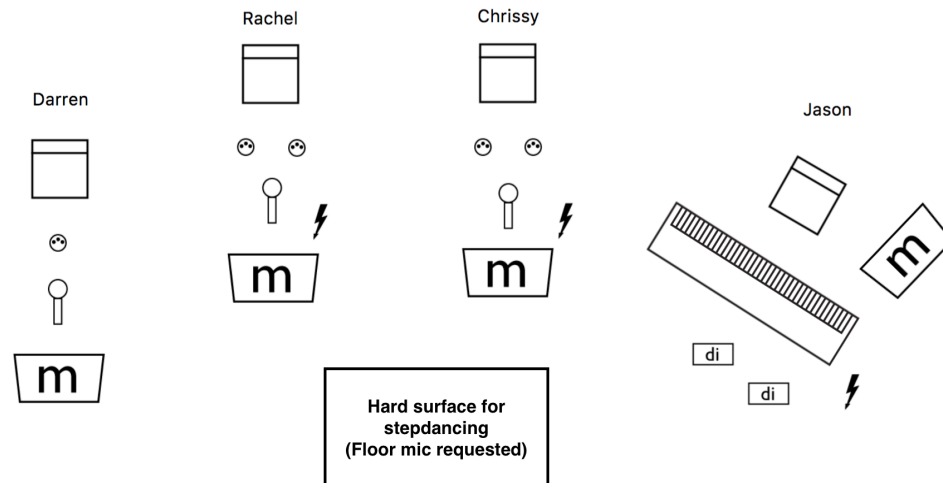 Rachel
Chrissy
Darren
Jason
m
m
m
m
di
di
Hard surface for
stepdancing
(Floor mic requested)